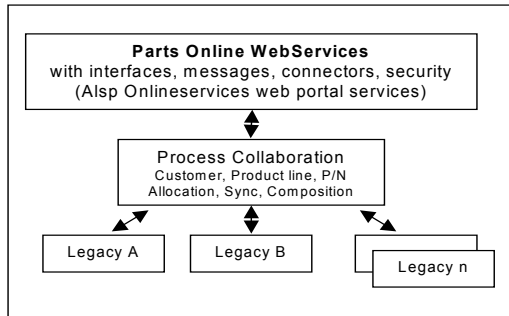 Parts Online WebServices
with interfaces, messages, connectors, security
(Alsp Onlineservices web portal services)
Process Collaboration
Customer, Product line, P/N
Allocation, Sync, Composition
Legacy A
Legacy B
Legacy n